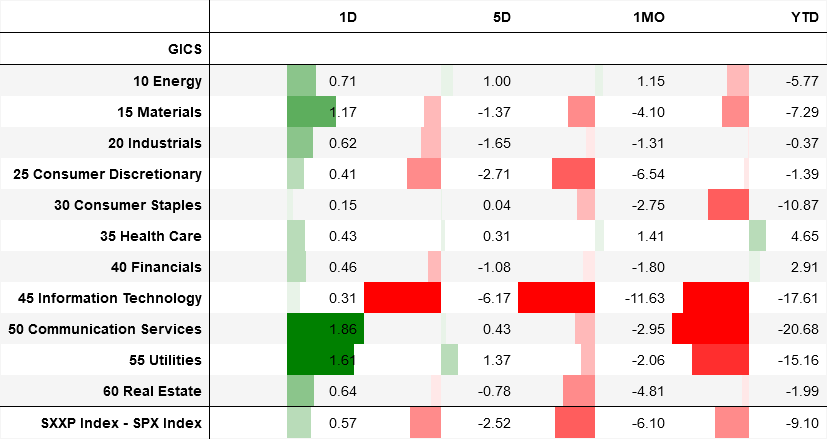 1D 5D 1MO YTD
GICS
10 Energy 0.71 1.00 1.15 -5.77
15 Materials 1.17 -1.37 -4.10 -7.29
20 Industrials 0.62 -1.65 -1.31 -0.37
25 Consumer Discretionary 0.41 -2.71 -6.54 -1.39
30 Consumer Staples 0.15 0.04 -2.75 -10.87
35 Health Care 0.43 0.31 1.41 4.65
40 Financials 0.46 -1.08 -1.80 2.91
45 Information Technology 0.31 -6.17 -11.63 -17.61
50 Communication Services 1.86 0.43 -2.95 -20.68
55 Utilities 1.61 1.37 -2.06 -15.16
60 Real Estate 0.64 -0.78 -4.81 -1.99
SXXP Index - SPX Index 0.57 -2.52 -6.10 -9.10